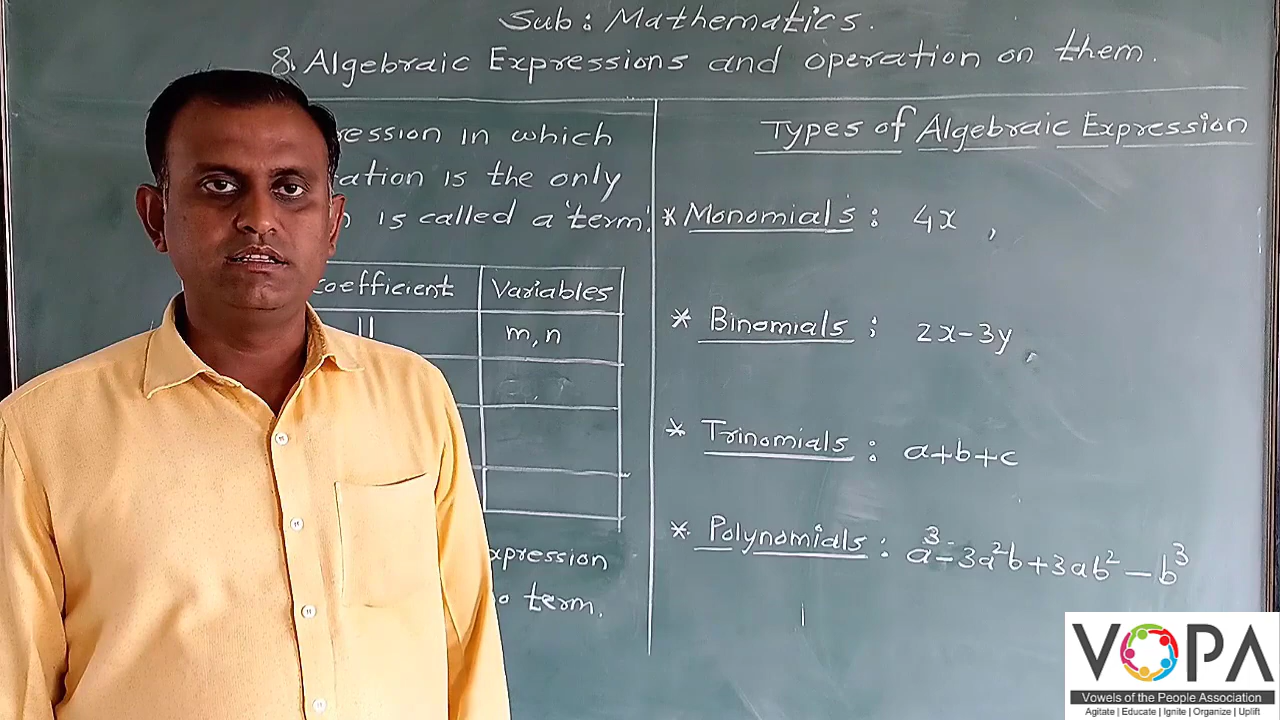 Sub: Mathematics.
8. Algebraic Expressions and operation on them.
ression in which
ation is the only
n is called a 'term'.
coefficient Variables
11 m, n
xpression
o term.
Types of Algebraic Expression
* Monomials : 4x ,
* Binomials : 2x-3y ,
* Trinomials : a+b+c
* Polynomials : a³-3a²b+3ab²-b³
VOPA
Vowels of the People Association
Agitate | Educate | Ignite | Organize | Uplift